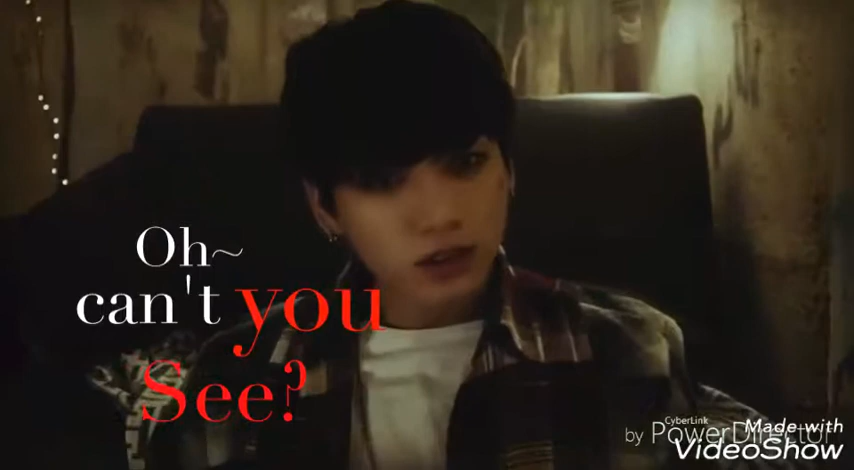 Oh~
can't you
See?
CyberLink
by PowerDirector
Made with
VideoShow